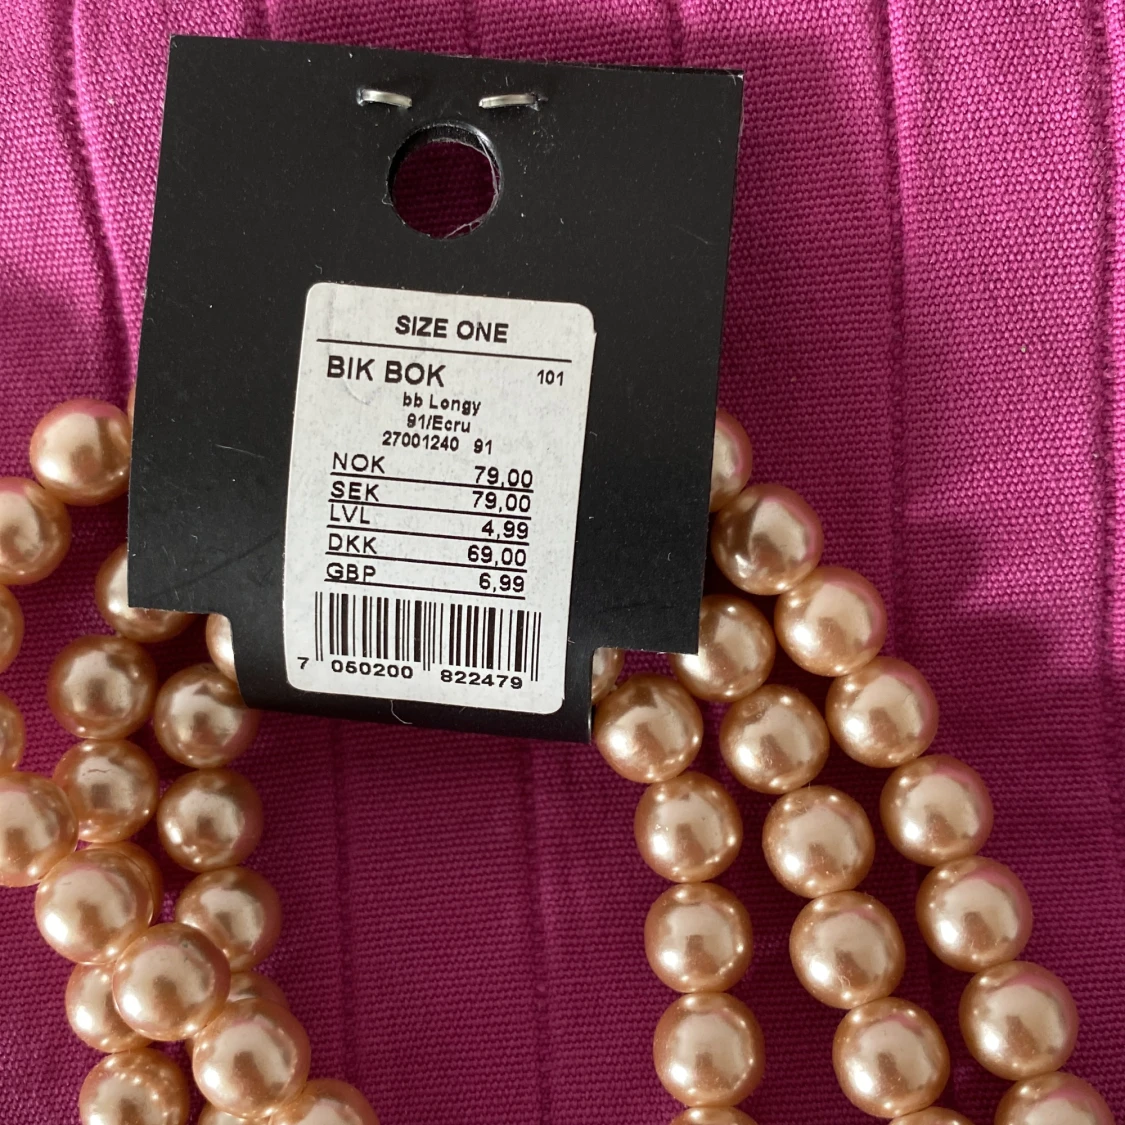 SIZE ONE
BIK BOK 101
bb Longy
91/Ecru
27001240 91
NOK 79,00
SEK 79,00
LVL 4,99
DKK 69,00
GBP 6,99
7 050200 822479